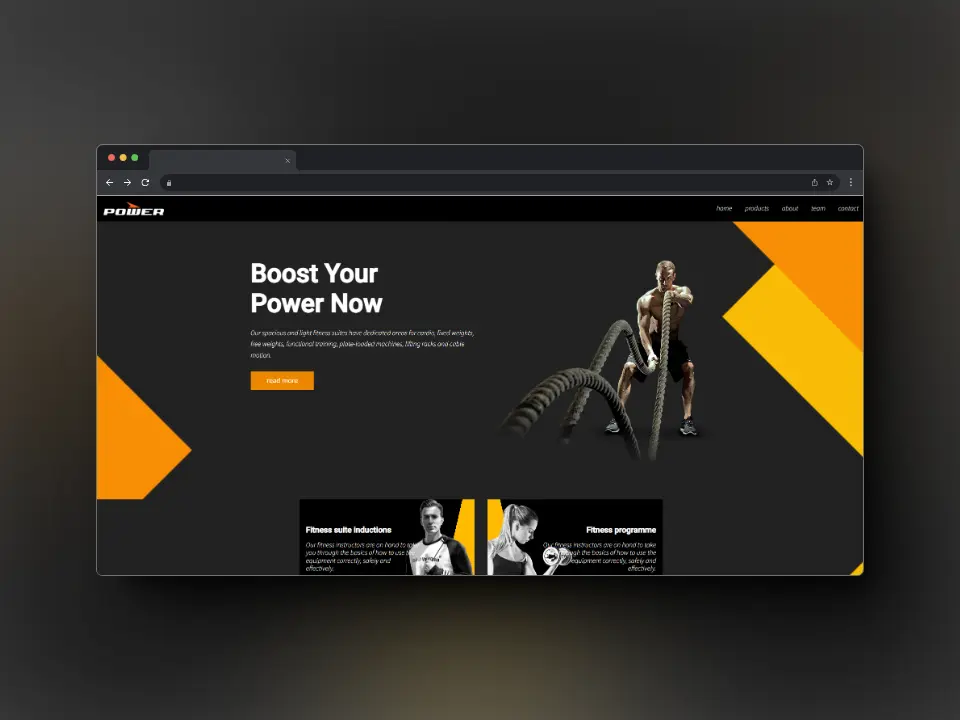 POWER
home products about team contact
Boost Your
Power Now
Our spacious and light fitness suites have dedicated areas for cardio, fixed weights,
free weights, functional training, plate-loaded machines, lifting racks and cable
motion.
read more
Fitness suite inductions
Our fitness instructors are on hand to take
you through the basics of how to use the
equipment correctly, safely and
effectively.
Fitness programme
Our fitness instructors are on hand to take
you through the basics of how to use the
equipment correctly, safely and
effectively.